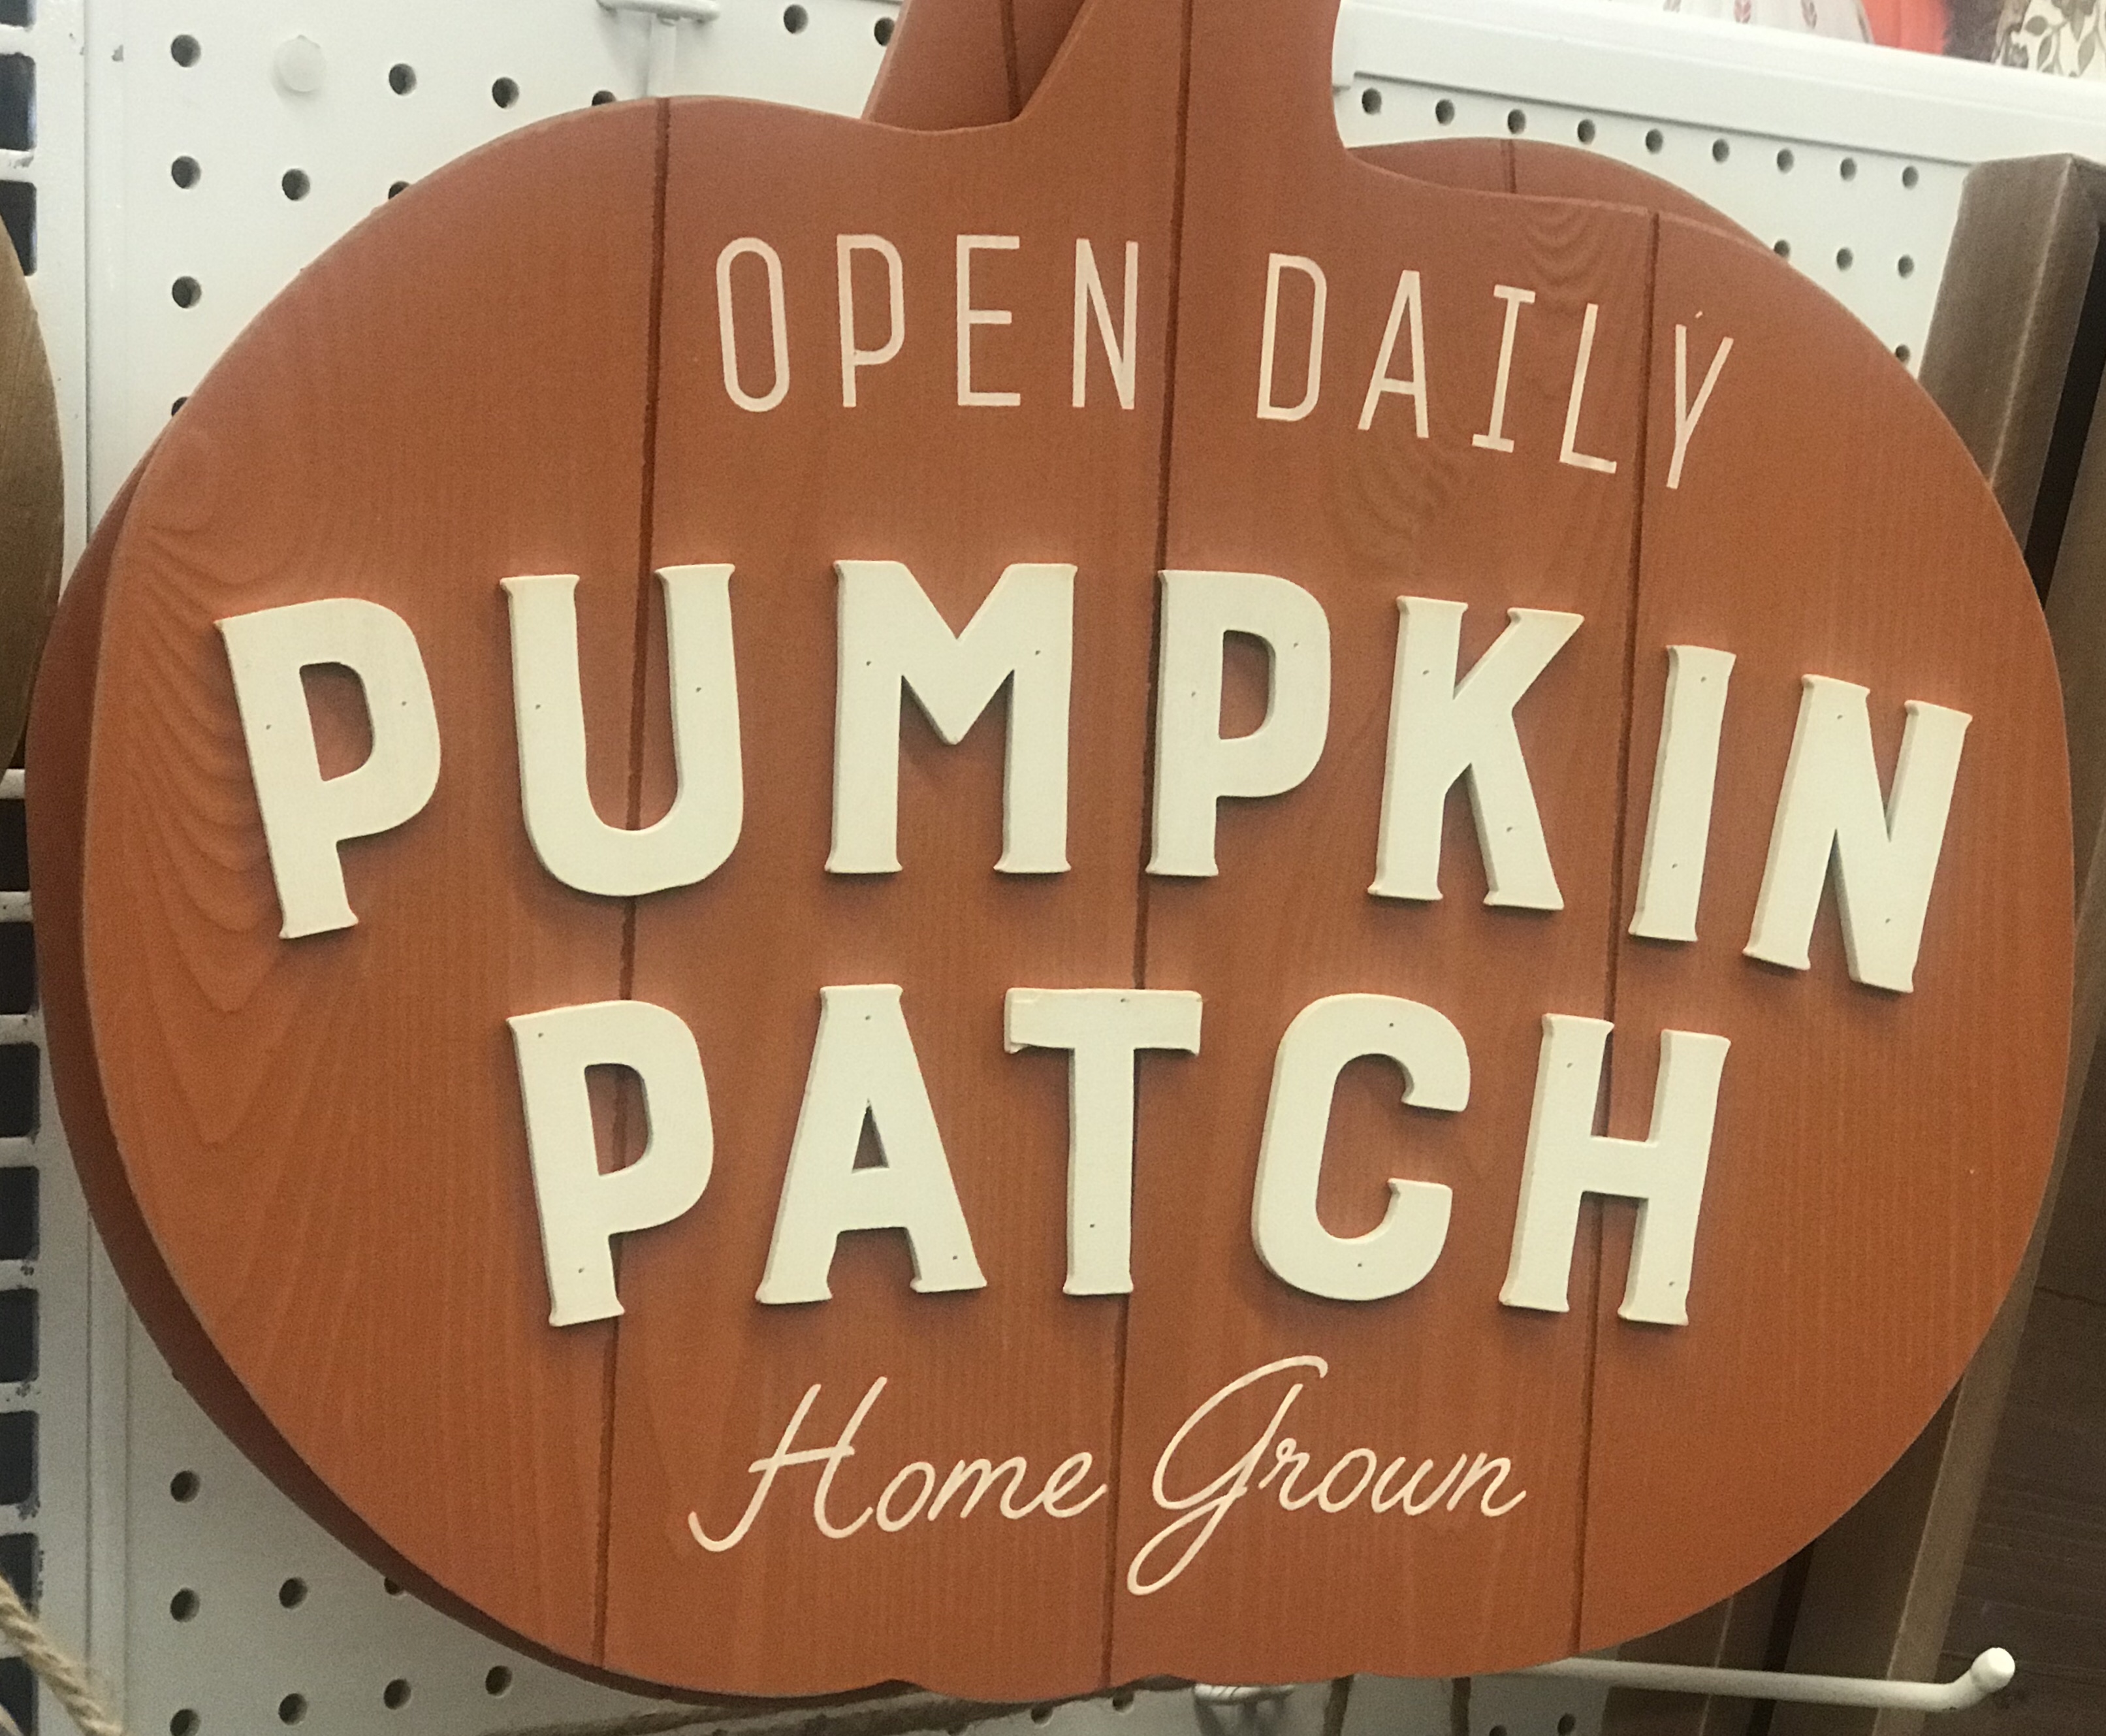 OPEN DAILY
PUMPKIN
PATCH
Home Grown